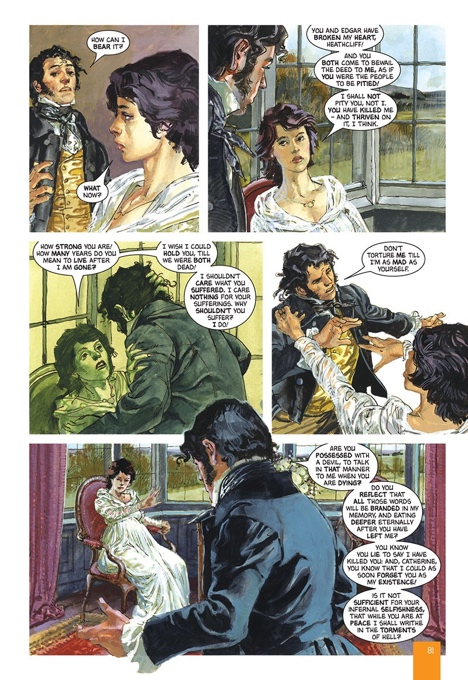 HOW CAN I
BEAR IT?
WHAT
NOW?
YOU AND EDGAR HAVE
BROKEN MY HEART,
HEATHCLIFF!
AND YOU
BOTH COME TO BEWAIL
THE DEED TO ME, AS IF
YOU WERE THE PEOPLE
TO BE PITIED!
I SHALL NOT
PITY YOU, NOT I.
YOU HAVE KILLED ME
– AND THRIVEN ON
IT, I THINK.
HOW STRONG YOU ARE!
HOW MANY YEARS DO YOU
MEAN TO LIVE AFTER
I AM GONE?
I WISH I COULD
HOLD YOU, TILL
WE WERE BOTH
DEAD!
I SHOULDN'T
CARE WHAT YOU
SUFFERED. I CARE
NOTHING FOR YOUR
SUFFERINGS. WHY
SHOULDN'T YOU
SUFFER?
I DO!
DON'T
TORTURE ME TILL
I'M AS MAD AS
YOURSELF.
ARE YOU
POSSESSED WITH
A DEVIL, TO TALK
IN THAT MANNER
TO ME WHEN YOU
ARE DYING?
DO YOU
REFLECT THAT
ALL THOSE WORDS
WILL BE BRANDED IN
MY MEMORY, AND EATING
DEEPER ETERNALLY
AFTER YOU HAVE
LEFT ME?
YOU KNOW
YOU LIE TO SAY I HAVE
KILLED YOU: AND, CATHERINE,
YOU KNOW THAT I COULD AS
SOON FORGET YOU AS
MY EXISTENCE!
IS IT NOT
SUFFICIENT FOR YOUR
INFERNAL SELFISHNESS,
THAT WHILE YOU ARE AT
PEACE I SHALL WRITHE
IN THE TORMENTS
OF HELL?
81